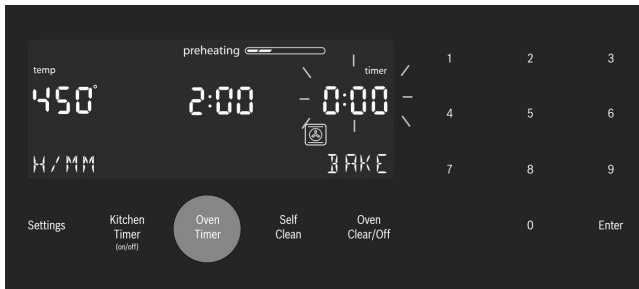 preheating
temp
timer
450°
2:00
0:00
H/MM
BAKE
Settings
Kitchen
Timer
(on/off)
Oven
Timer
Self
Clean
Oven
Clear/Off
1 2 3
4 5 6
7 8 9
0 Enter